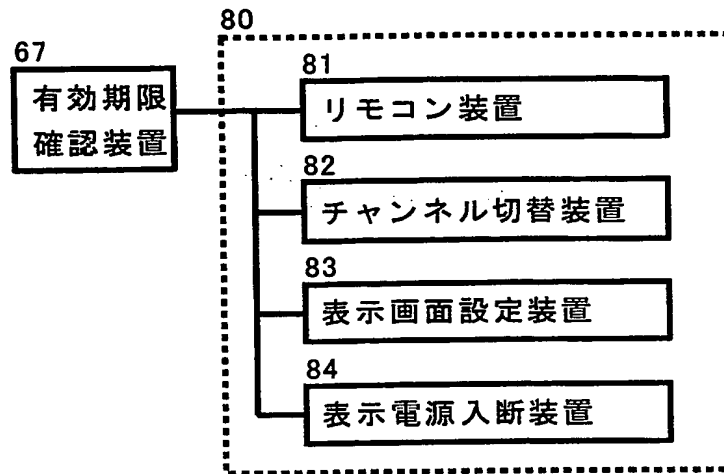 80
67
有効期限
確認装置
81
リモコン装置
82
チャンネル切替装置
83
表示画面設定装置
84
表示電源入断装置